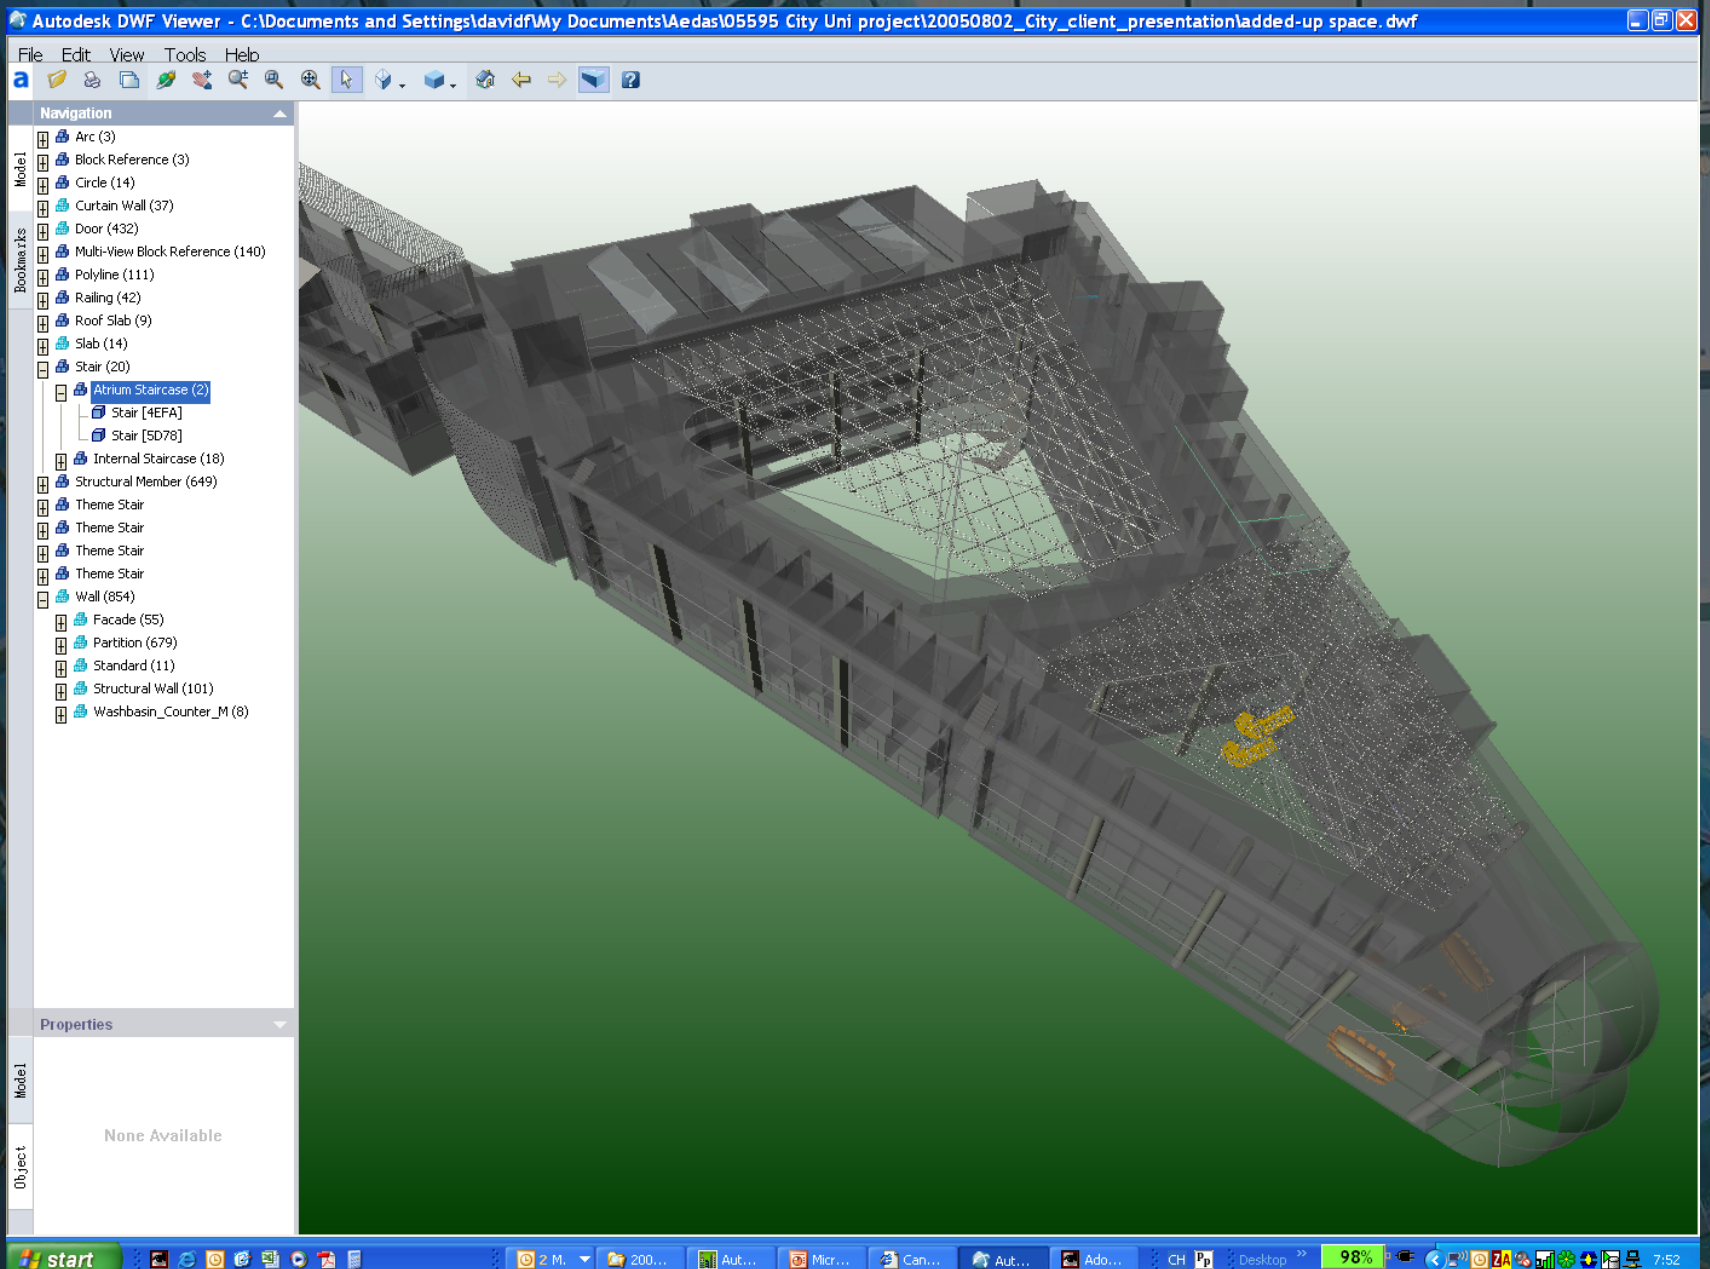 Autodesk DWF Viewer - C:\Documents and Settings\davidf\My Documents\Aedas\05595 City Uni project\20050802_City_client_presentation\added-up space.dwf
File Edit View Tools Help
Navigation
Model
Bookmarks
Arc (3)
Block Reference (3)
Circle (14)
Curtain Wall (37)
Door (432)
Multi-View Block Reference (140)
Polyline (111)
Railing (42)
Roof Slab (9)
Slab (14)
Stair (20)
Atrium Staircase (2)
Stair [4EFA]
Stair [5D78]
Internal Staircase (18)
Structural Member (649)
Theme Stair
Theme Stair
Theme Stair
Theme Stair
Wall (854)
Facade (55)
Partition (679)
Standard (11)
Structural Wall (101)
Washbasin_Counter_M (8)
Properties
Model
Object
None Available
start 2 M. 200... Aut... Micr... Can... Aut... Ado... CH Desktop » 98% ZA 7:52